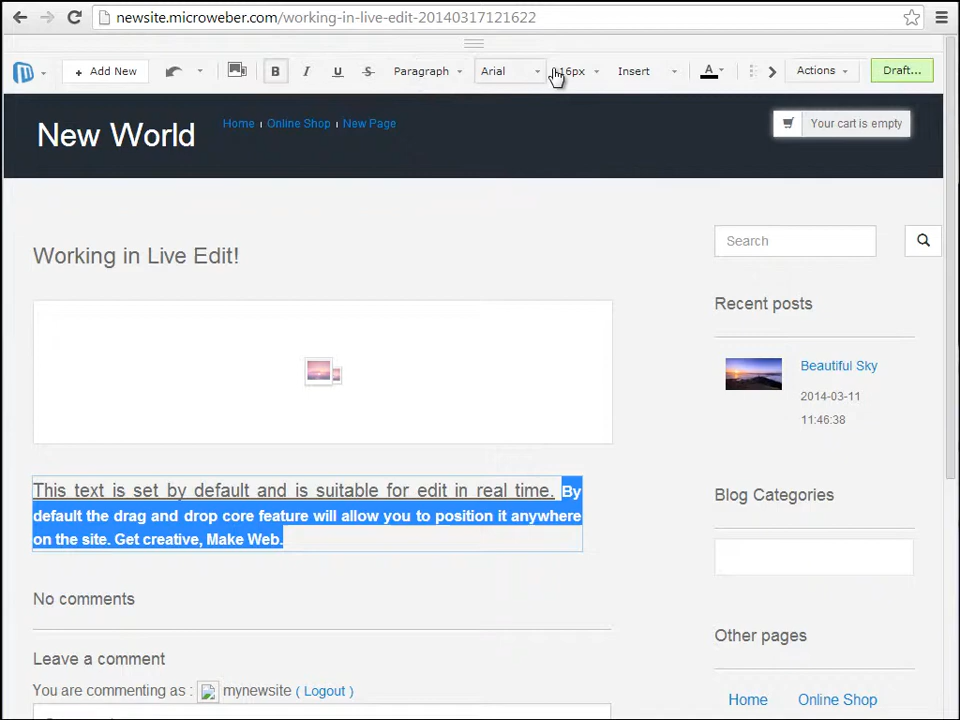 newsite.microweber.com/working-in-live-edit-20140317121622
+ Add New B I U S Paragraph Arial 16px Insert A Actions Draft...
New World Home Online Shop New Page Your cart is empty
Working in Live Edit!
Search
Recent posts
Beautiful Sky
2014-03-11
11:46:38
This text is set by default and is suitable for edit in real time. By
default the drag and drop core feature will allow you to position it anywhere
on the site. Get creative, Make Web.
Blog Categories
No comments
Leave a comment
You are commenting as : mynewsite ( Logout )
Other pages
Home Online Shop